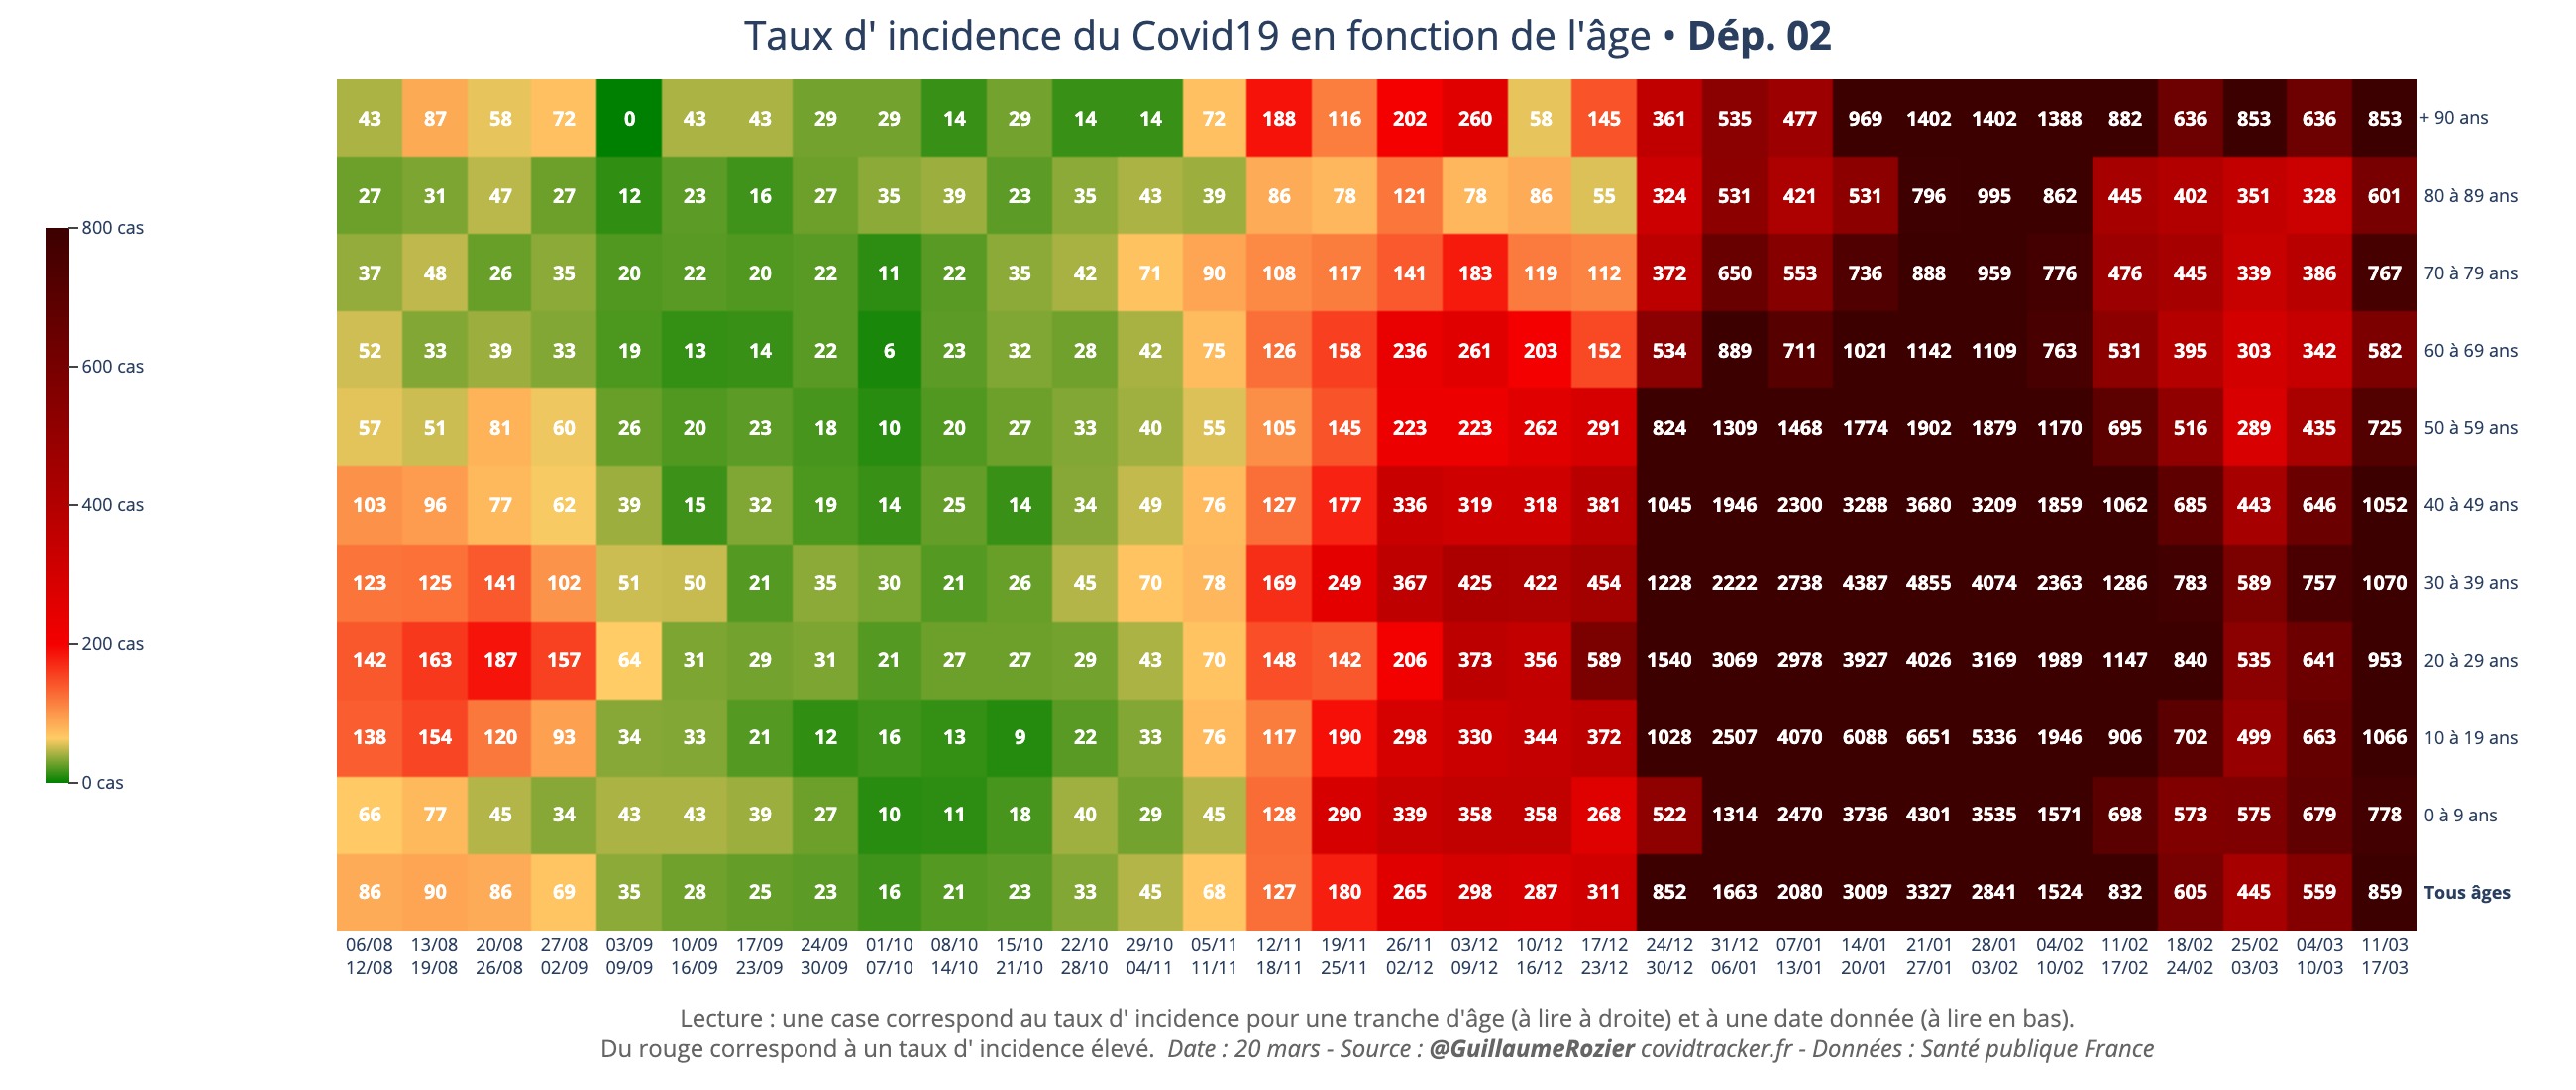 Taux d' incidence du Covid19 en fonction de l'âge • Dép. 02
43 87 58 72 0 43 43 29 29 14 29 14 14 72 188 116 202 260 58 145 361 535 477 969 1402 1402 1388 882 636 853 636 853 + 90 ans
27 31 47 27 12 23 16 27 35 39 23 35 43 39 86 78 121 78 86 55 324 531 421 531 796 995 862 445 402 351 328 601 80 à 89 ans
800 cas
37 48 26 35 20 22 20 22 11 22 35 42 71 90 108 117 141 183 119 112 372 650 553 736 888 959 776 476 445 339 386 767 70 à 79 ans
52 33 39 33 19 13 14 22 6 23 32 28 42 75 126 158 236 261 203 152 534 889 711 1021 1142 1109 763 531 395 303 342 582 60 à 69 ans
600 cas
57 51 81 60 26 20 23 18 10 20 27 33 40 55 105 145 223 223 262 291 824 1309 1468 1774 1902 1879 1170 695 516 289 435 725 50 à 59 ans
400 cas
103 96 77 62 39 15 32 19 14 25 14 34 49 76 127 177 336 319 318 381 1045 1946 2300 3288 3680 3209 1859 1062 685 443 646 1052 40 à 49 ans
123 125 141 102 51 50 21 35 30 21 26 45 70 78 169 249 367 425 422 454 1228 2222 2738 4387 4855 4074 2363 1286 783 589 757 1070 30 à 39 ans
200 cas
142 163 187 157 64 31 29 31 21 27 27 29 43 70 148 142 206 373 356 589 1540 3069 2978 3927 4026 3169 1989 1147 840 535 641 953 20 à 29 ans
138 154 120 93 34 33 21 12 16 13 9 22 33 76 117 190 298 330 344 372 1028 2507 4070 6088 6651 5336 1946 906 702 499 663 1066 10 à 19 ans
0 cas
66 77 45 34 43 43 39 27 10 11 18 40 29 45 128 290 339 358 358 268 522 1314 2470 3736 4301 3535 1571 698 573 575 679 778 0 à 9 ans
86 90 86 69 35 28 25 23 16 21 23 33 45 68 127 180 265 298 287 311 852 1663 2080 3009 3327 2841 1524 832 605 445 559 859 Tous âges
06/08 13/08 20/08 27/08 03/09 10/09 17/09 24/09 01/10 08/10 15/10 22/10 29/10 05/11 12/11 19/11 26/11 03/12 10/12 17/12 24/12 31/12 07/01 14/01 21/01 28/01 04/02 11/02 18/02 25/02 04/03 11/03
12/08 19/08 26/08 02/09 09/09 16/09 23/09 30/09 07/10 14/10 21/10 28/10 04/11 11/11 18/11 25/11 02/12 09/12 16/12 23/12 30/12 06/01 13/01 20/01 27/01 03/02 10/02 17/02 24/02 03/03 10/03 17/03
Lecture : une case correspond au taux d' incidence pour une tranche d'âge (à lire à droite) et à une date donnée (à lire en bas).
Du rouge correspond à un taux d' incidence élevé. Date : 20 mars - Source : @GuillaumeRozier covidtracker.fr - Données : Santé publique France